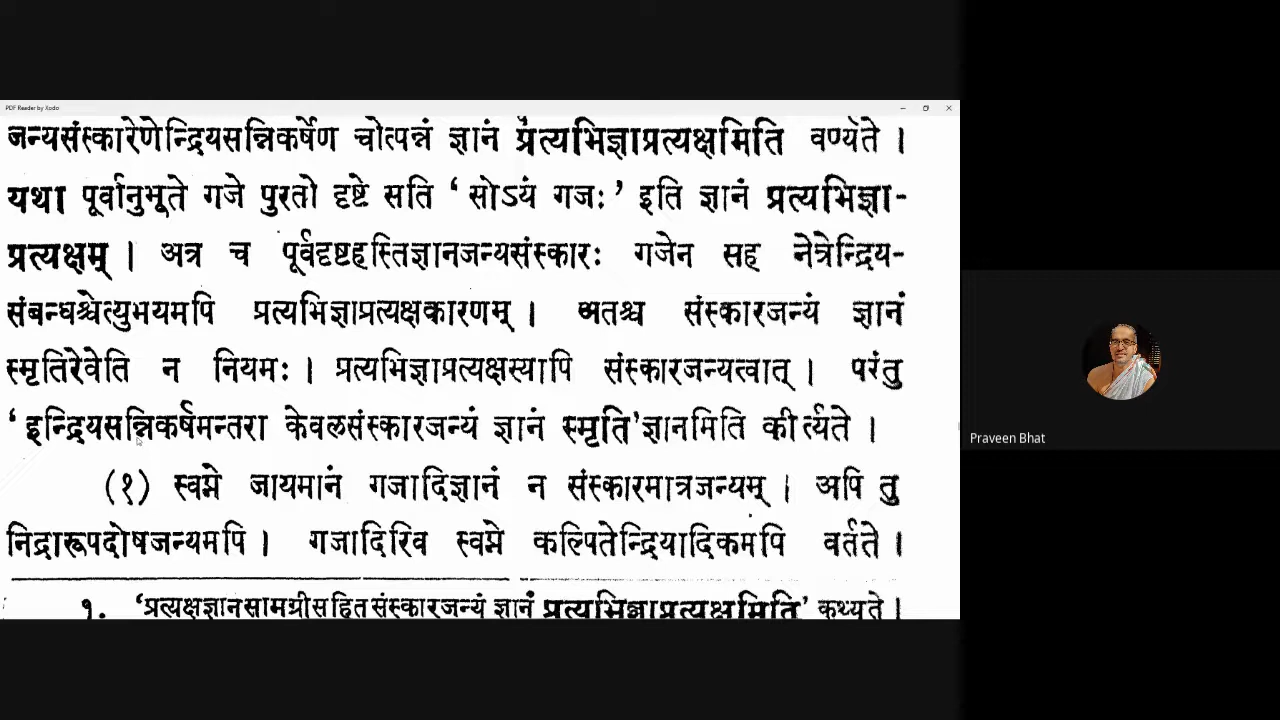 PDF Reader by Xodo
जन्यसंस्कारेणेन्द्रियसन्निकर्षेण चोत्पन्नं ज्ञानं प्रत्यभिज्ञाप्रत्यक्षमिति वर्ण्यते ।
यथा पूर्वानुभूते गजे पुरतो दृष्टे सति ‘ सोऽयं गजः ’ इति ज्ञानं प्रत्यभिज्ञा-
प्रत्यक्षम् । अत्र च पूर्वदृष्टहस्तिज्ञानजन्यसंस्कारः गजेन सह नेत्रेन्द्रिय-
संबन्धश्चेत्युभयमपि प्रत्यभिज्ञाप्रत्यक्षकारणम् । अतश्च संस्कारजन्यं ज्ञानं
स्मृतिरेवेति न नियमः । प्रत्यभिज्ञाप्रत्यक्षस्यापि संस्कारजन्यत्वात् । परंतु
‘ इन्द्रियसन्निकर्षमन्तरा केवलसंस्कारजन्यं ज्ञानं स्मृति’ज्ञानमिति कीर्त्यते ।
(१) स्वप्ने जायमानं गजादिज्ञानं न संस्कारमात्रजन्यम् । अपि तु
निद्रारूपदोषजन्यमपि । गजादिरिव स्वप्ने कल्पितेन्द्रियादिकमपि वर्तते ।
१. ‘प्रत्यक्षज्ञानसामग्रीसहितसंस्कारजन्यं ज्ञानं प्रत्यभिज्ञाप्रत्यक्षमिति’ कथ्यते ।
Praveen Bhat